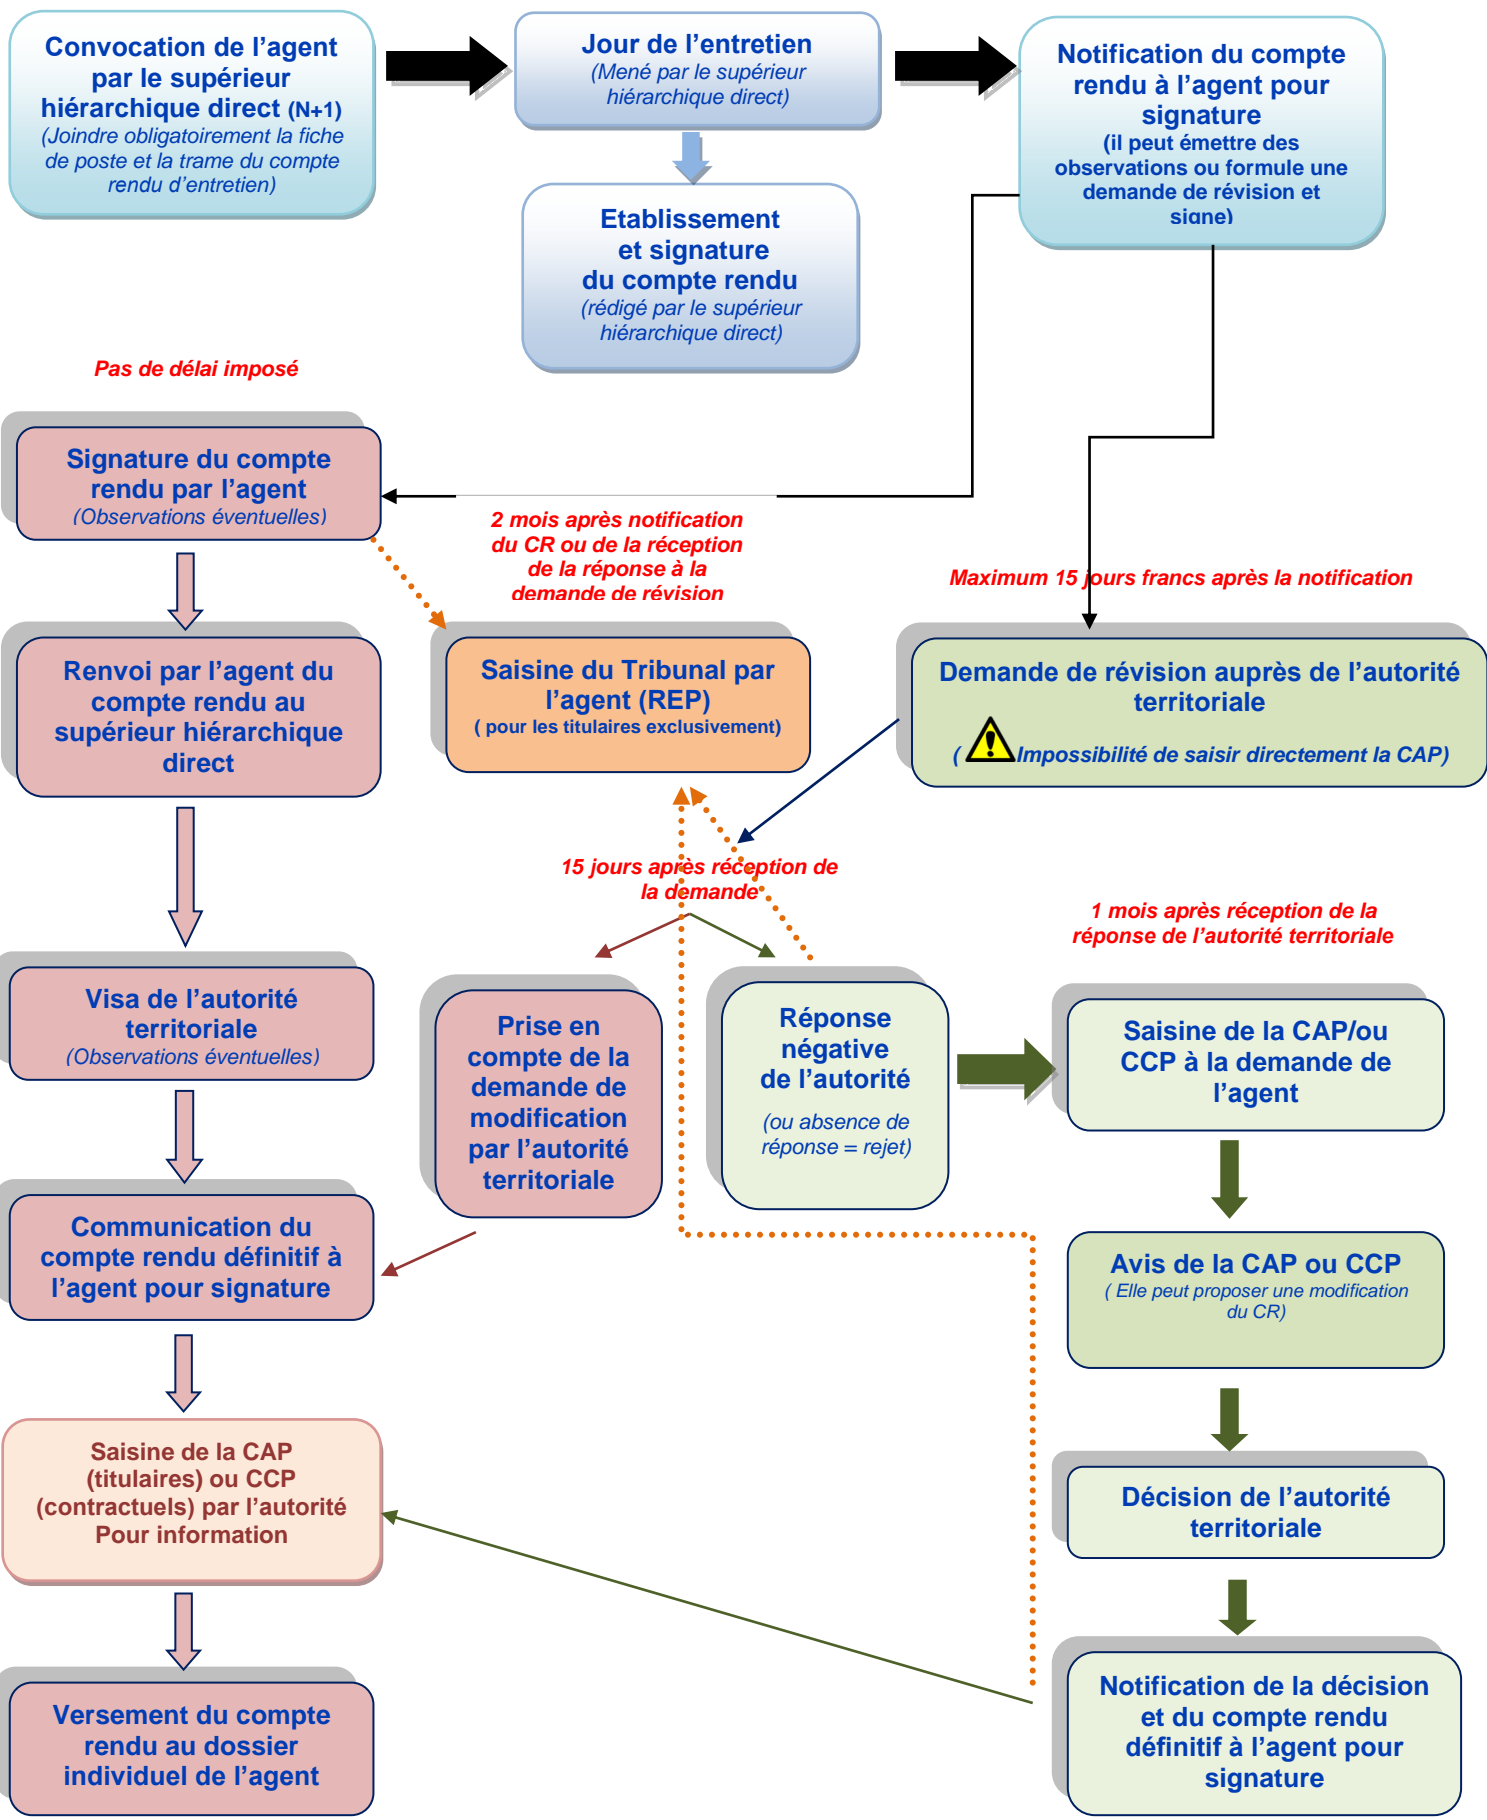 Convocation de l’agent
par le supérieur
hiérarchique direct (N+1)
(Joindre obligatoirement la fiche
de poste et la trame du compte
rendu d’entretien)
Jour de l’entretien
(Mené par le supérieur
hiérarchique direct)
Notification du compte
rendu à l’agent pour
signature
(il peut émettre des
observations ou formule une
demande de révision et
signe)
Etablissement
et signature
du compte rendu
(rédigé par le supérieur
hiérarchique direct)
Pas de délai imposé
Signature du compte
rendu par l’agent
(Observations éventuelles)
2 mois après notification
du CR ou de la réception
de la réponse à la
demande de révision
Maximum 15 jours francs après la notification
Renvoi par l’agent du
compte rendu au
supérieur hiérarchique
direct
Saisine du Tribunal par
l’agent (REP)
( pour les titulaires exclusivement)
Demande de révision auprès de l’autorité
territoriale
( Impossibilité de saisir directement la CAP)
15 jours après réception de
la demande
1 mois après réception de la
réponse de l’autorité territoriale
Visa de l’autorité
territoriale
(Observations éventuelles)
Prise en
compte de la
demande de
modification
par l’autorité
territoriale
Réponse
négative
de l’autorité
(ou absence de
réponse = rejet)
Saisine de la CAP/ou
CCP à la demande de
l’agent
Communication du
compte rendu définitif à
l’agent pour signature
Avis de la CAP ou CCP
( Elle peut proposer une modification
du CR)
Saisine de la CAP
(titulaires) ou CCP
(contractuels) par l’autorité
Pour information
Décision de l’autorité
territoriale
Versement du compte
rendu au dossier
individuel de l’agent
Notification de la décision
et du compte rendu
définitif à l’agent pour
signature